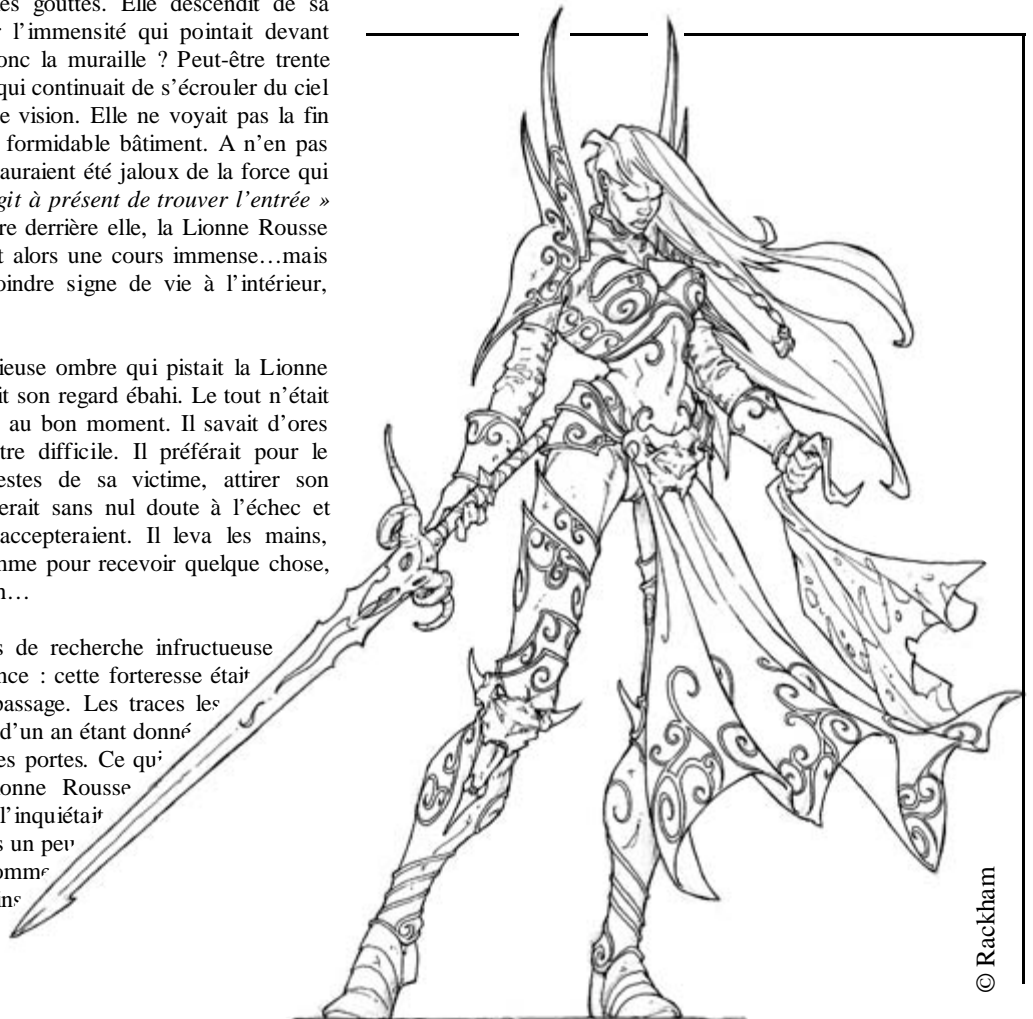 es gouttes. Elle descendit de sa
l’immensité qui pointait devant
onc la muraille ? Peut-être trente
qui continuait de s’écrouler du ciel
e vision. Elle ne voyait pas la fin
formidable bâtiment. A n’en pas
auraient été jaloux de la force qui
git à présent de trouver l’entrée »
re derrière elle, la Lionne Rousse
t alors une cours immense…mais
oindre signe de vie à l’intérieur,
ieuse ombre qui pistait la Lionne
it son regard ébahi. Le tout n’était
au bon moment. Il savait d’ores
tre difficile. Il préférait pour le
estes de sa victime, attirer son
erait sans nul doute à l’échec et
accepteraient. Il leva les mains,
nme pour recevoir quelque chose,
n…
s de recherche infructueuse
nce : cette forteresse était
passage. Les traces les
d’un an étant donné
es portes. Ce qui
onne Rousse
l’inquiétait
s un peu
omme
ins
© Rackham